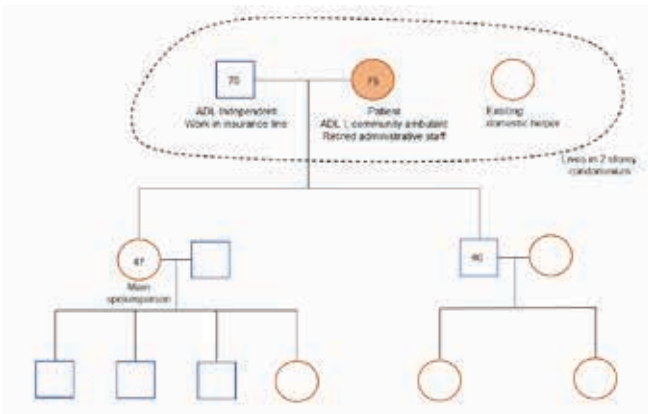 70
75
ADL Independent
Work in insurance line
Patient
ADL I, community ambulant
Retired administrative staff
Existing
domestic helper
Lives in 2 storey
condominium
47
Main
spokesperson
40